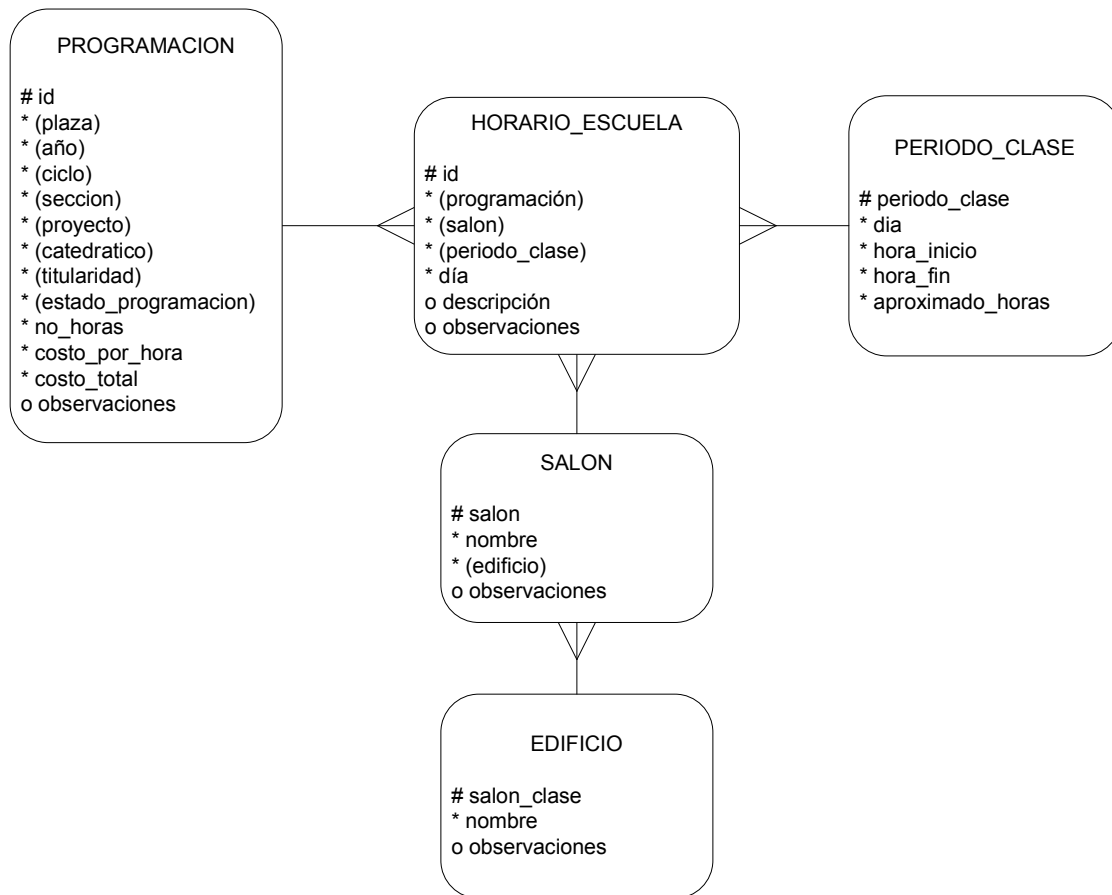 PROGRAMACION
# id
* (plaza)
* (año)
* (ciclo)
* (seccion)
* (proyecto)
* (catedratico)
* (titularidad)
* (estado_programacion)
* no_horas
* costo_por_hora
* costo_total
o observaciones
HORARIO_ESCUELA
# id
* (programación)
* (salon)
* (periodo_clase)
* día
o descripción
o observaciones
PERIODO_CLASE
# periodo_clase
* dia
* hora_inicio
* hora_fin
* aproximado_horas
SALON
# salon
* nombre
* (edificio)
o observaciones
EDIFICIO
# salon_clase
* nombre
o observaciones